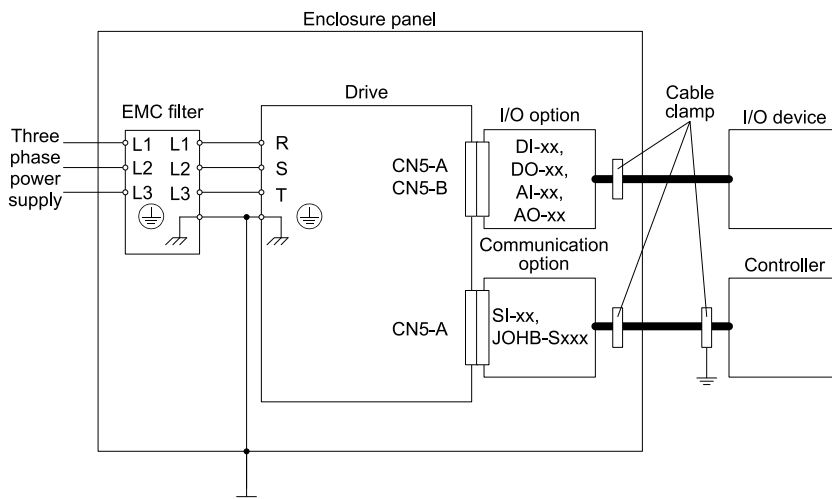 Enclosure panel
EMC filter
Drive
I/O option
Cable
clamp
I/O device
Three
phase
power
supply
L1 L1
L2 L2
L3 L3
R
S
T
CN5-A
CN5-B
DI-xx,
DO-xx,
AI-xx,
AO-xx
Communication
option
Controller
CN5-A
SI-xx,
JOHB-Sxxx